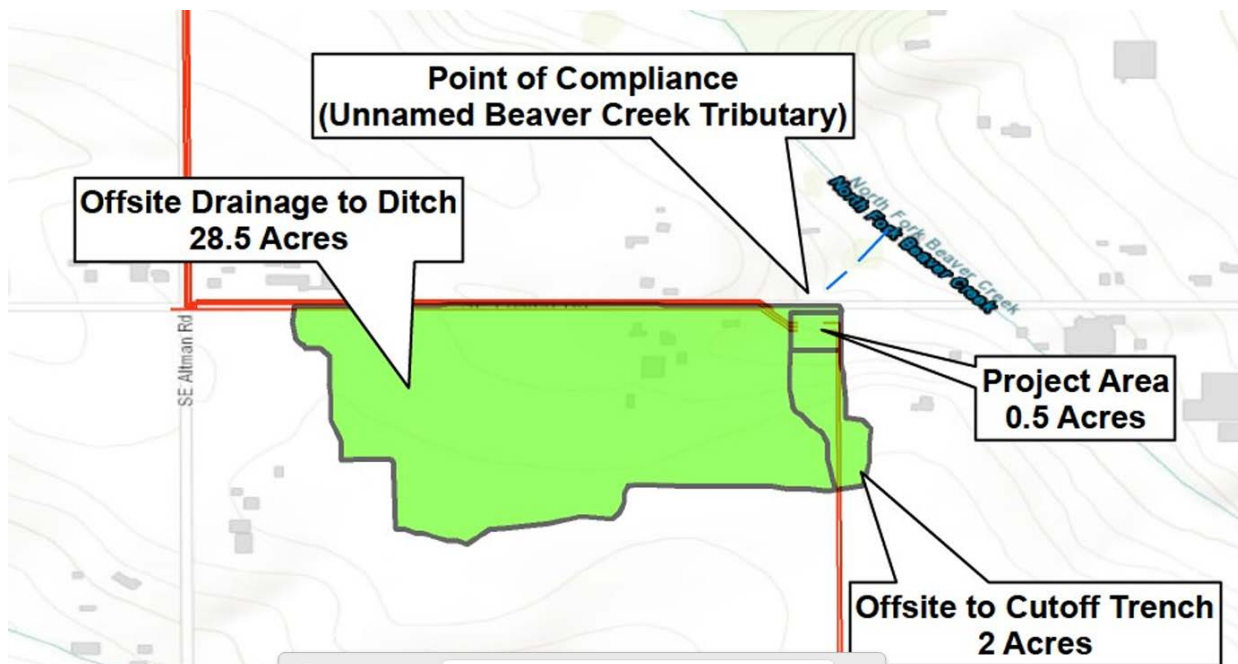 Point of Compliance
(Unnamed Beaver Creek Tributary)
Offsite Drainage to Ditch
28.5 Acres
North Fork Beaver Creek
North Fork Beaver Creek
SE Altman Rd
Project Area
0.5 Acres
Offsite to Cutoff Trench
2 Acres